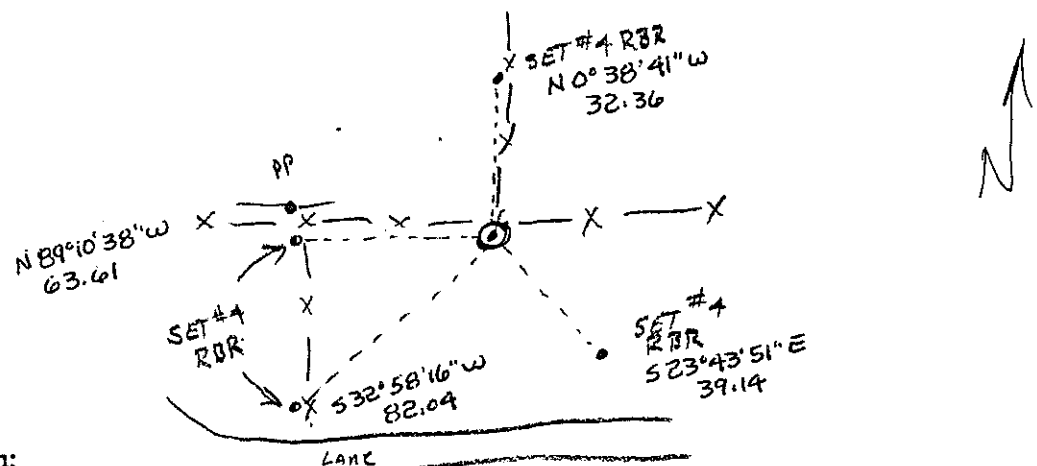 SET #4 RBR
N 0° 38' 41" W
32.36
N
PP
N 89° 10' 38" W
63.61
SET #4
RBR
SET #4
RBR
S 23° 43' 51" E
39.14
S 32° 58' 16" W
82.04
LANE